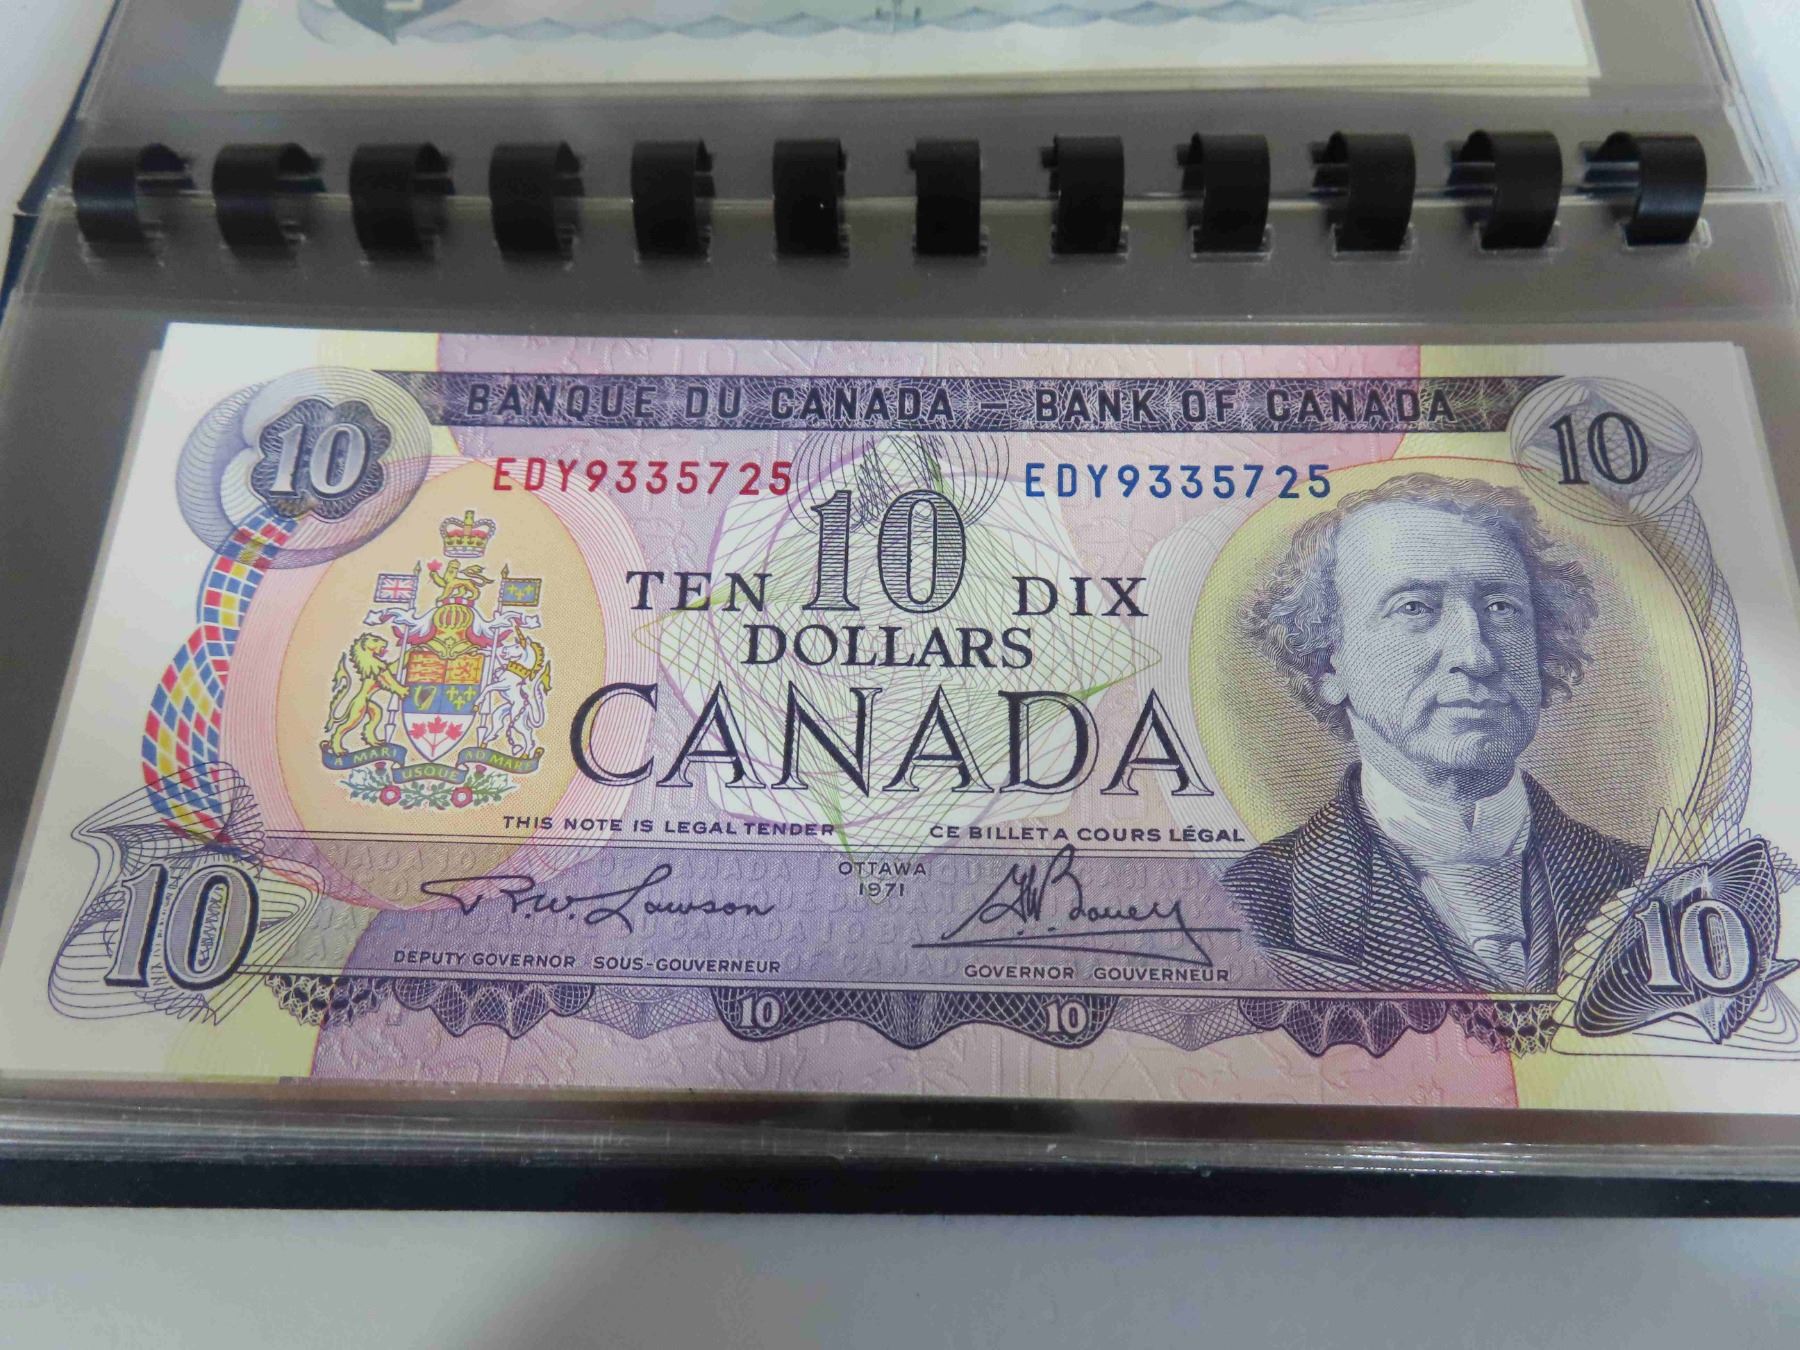 BANQUE DU CANADA – BANK OF CANADA
10
10
EDY9335725
EDY9335725
TEN 10 DIX
DOLLARS
CANADA
A MARI USQUE AD MARE
THIS NOTE IS LEGAL TENDER
CE BILLET A COURS LÉGAL
OTTAWA
1971
R.W. Lawson
G.K. Bouey
DEPUTY GOVERNOR SOUS-GOUVERNEUR
GOVERNOR GOUVERNEUR
10
10
10
10